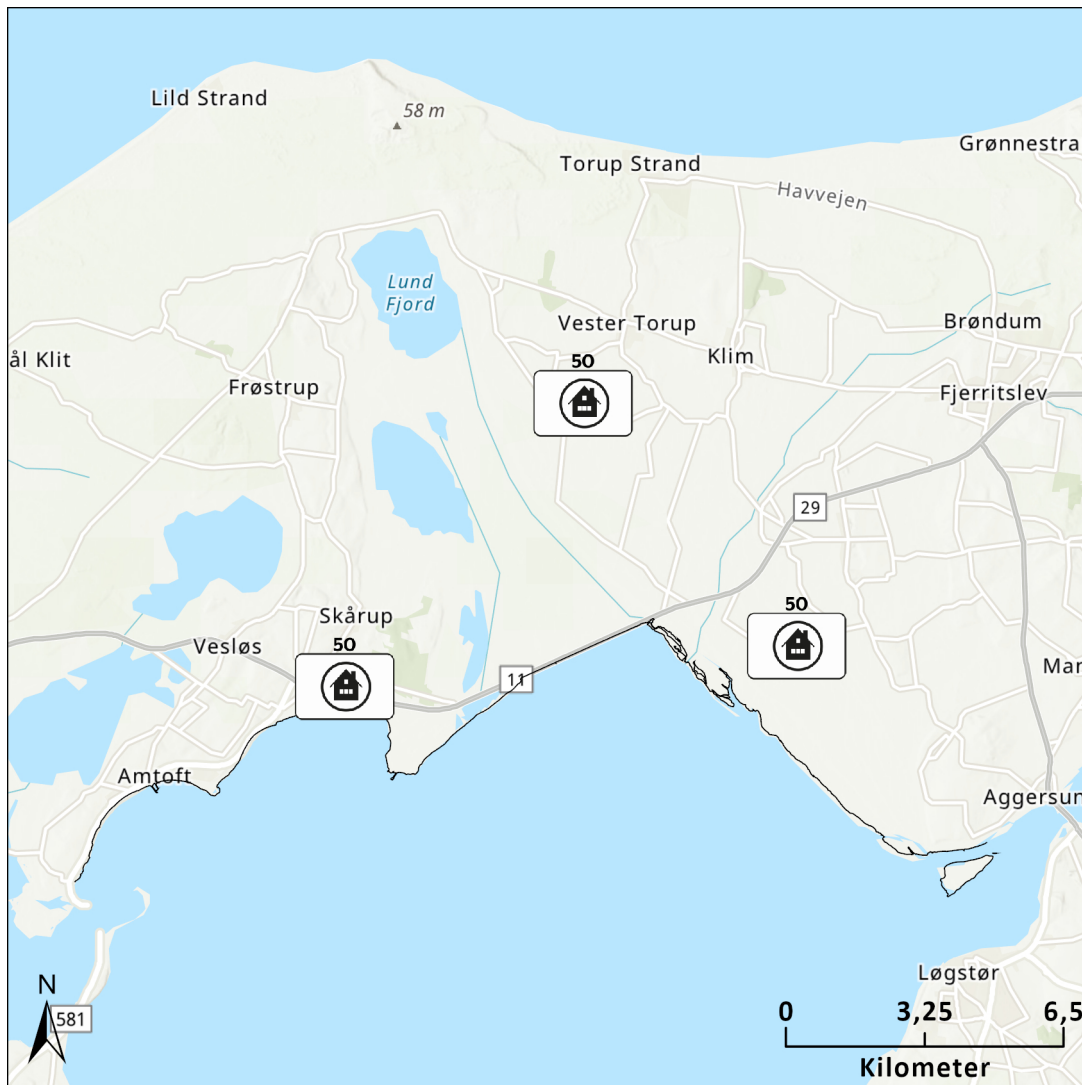 Lild Strand
58 m
Torup Strand
Grønnestra
Havvejen
Lund
Fjord
Vester Torup
Brøndum
ål Klit
50
Klim
Frøstrup
Fjerritslev
29
50
Skårup
50
Vesløs
Mar
11
Amtoft
Aggersun
Løgstør
N
581
0 3,25 6,5
Kilometer